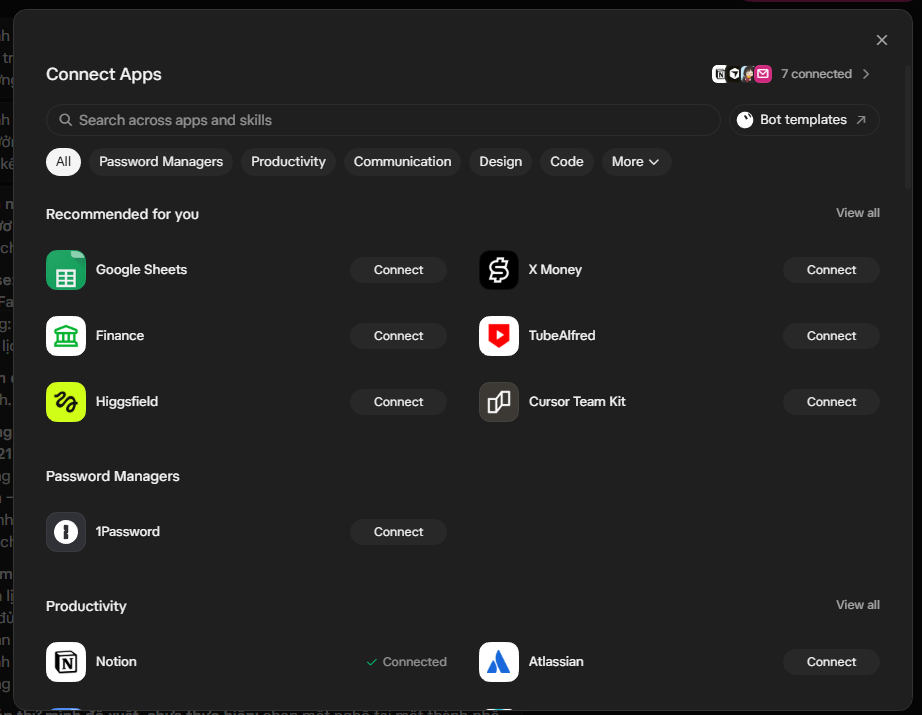 Connect Apps
7 connected
Search across apps and skills
Bot templates
All
Password Managers
Productivity
Communication
Design
Code
More
Recommended for you
View all
Google Sheets
Connect
X Money
Connect
Finance
Connect
TubeAlfred
Connect
Higgsfield
Connect
Cursor Team Kit
Connect
Password Managers
1Password
Connect
Productivity
View all
Notion
Connected
Atlassian
Connect